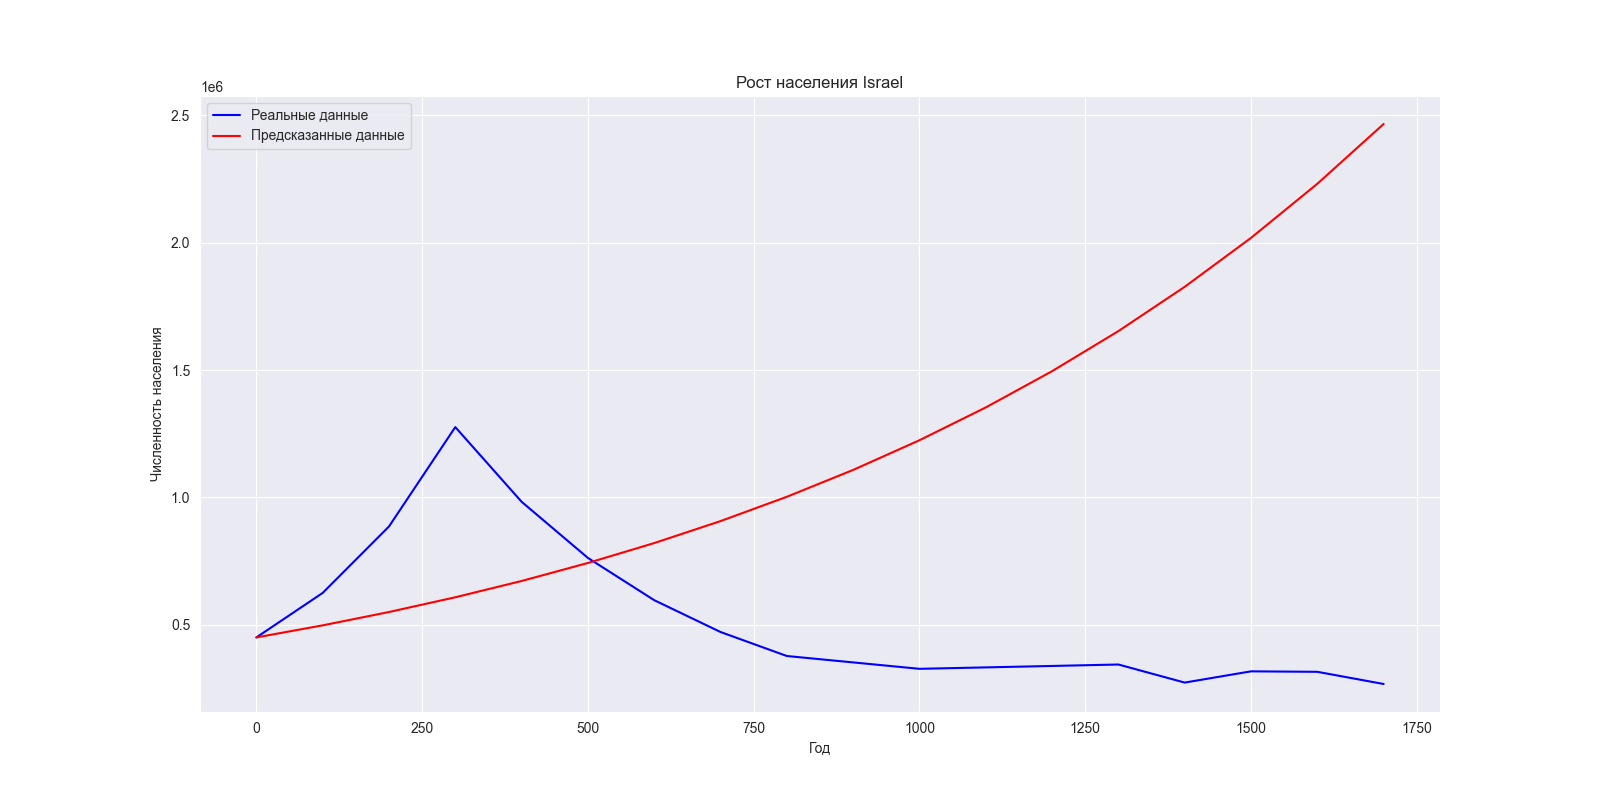 Рост населения Israel
1e6
Реальные данные
Предсказанные данные
2.5
2.0
1.5
1.0
0.5
Численность населения
0 250 500 750 1000 1250 1500 1750
Год